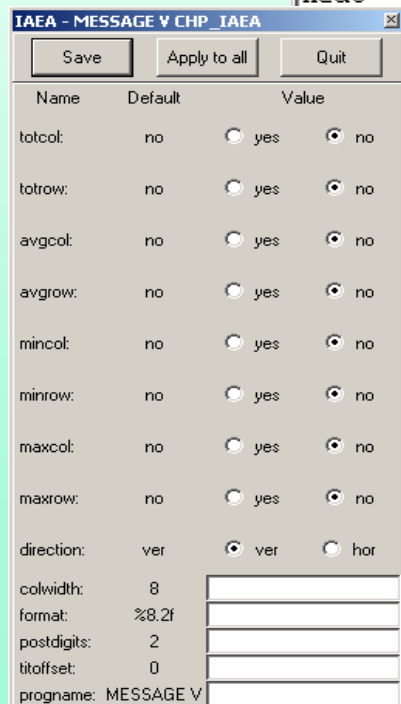 IAEA - MESSAGE V CHP_IAEA
Save Apply to all Quit
Name Default Value
totcol: no yes no
totrow: no yes no
avgcol: no yes no
avgrow: no yes no
mincol: no yes no
minrow: no yes no
maxcol: no yes no
maxrow: no yes no
direction: ver ver hor
colwidth: 8
format: %8.2f
postdigits: 2
titoffset: 0
progname: MESSAGE V